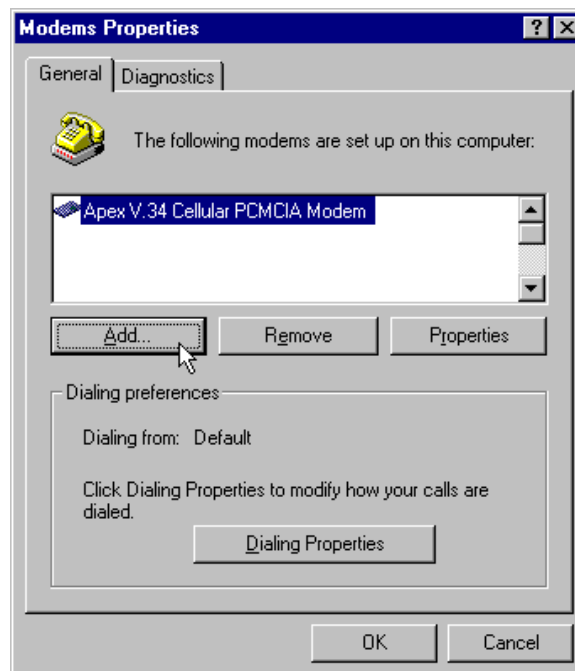 Modems Properties
General Diagnostics
The following modems are set up on this computer:
Apex V.34 Cellular PCMCIA Modem
Add... Remove Properties
Dialing preferences
Dialing from: Default
Click Dialing Properties to modify how your calls are
dialed.
Dialing Properties
OK Cancel